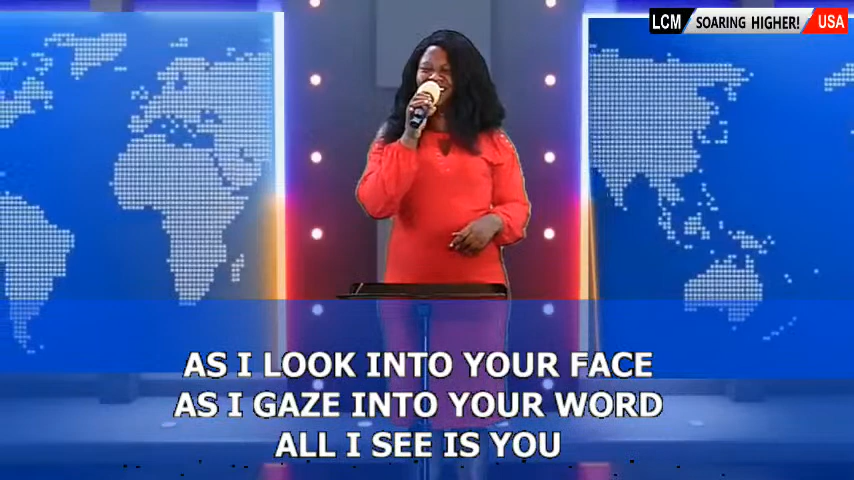 LCM SOARING HIGHER! USA
AS I LOOK INTO YOUR FACE
AS I GAZE INTO YOUR WORD
ALL I SEE IS YOU